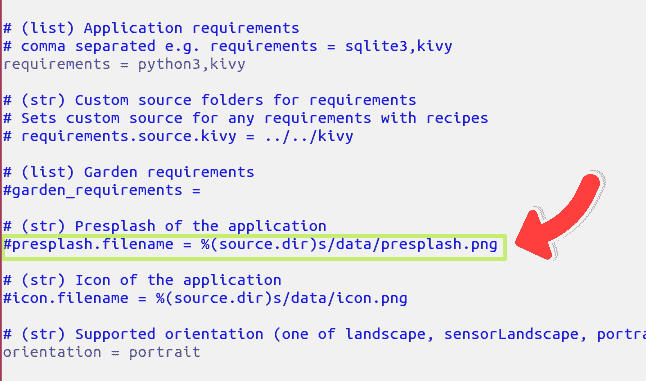 # (list) Application requirements
# comma separated e.g. requirements = sqlite3,kivy
requirements = python3,kivy
# (str) Custom source folders for requirements
# Sets custom source for any requirements with recipes
# requirements.source.kivy = ../../kivy
# (list) Garden requirements
#garden_requirements =
# (str) Presplash of the application
#presplash.filename = %(source.dir)s/data/presplash.png
# (str) Icon of the application
#icon.filename = %(source.dir)s/data/icon.png
# (str) Supported orientation (one of landscape, sensorLandscape, portra
orientation = portrait